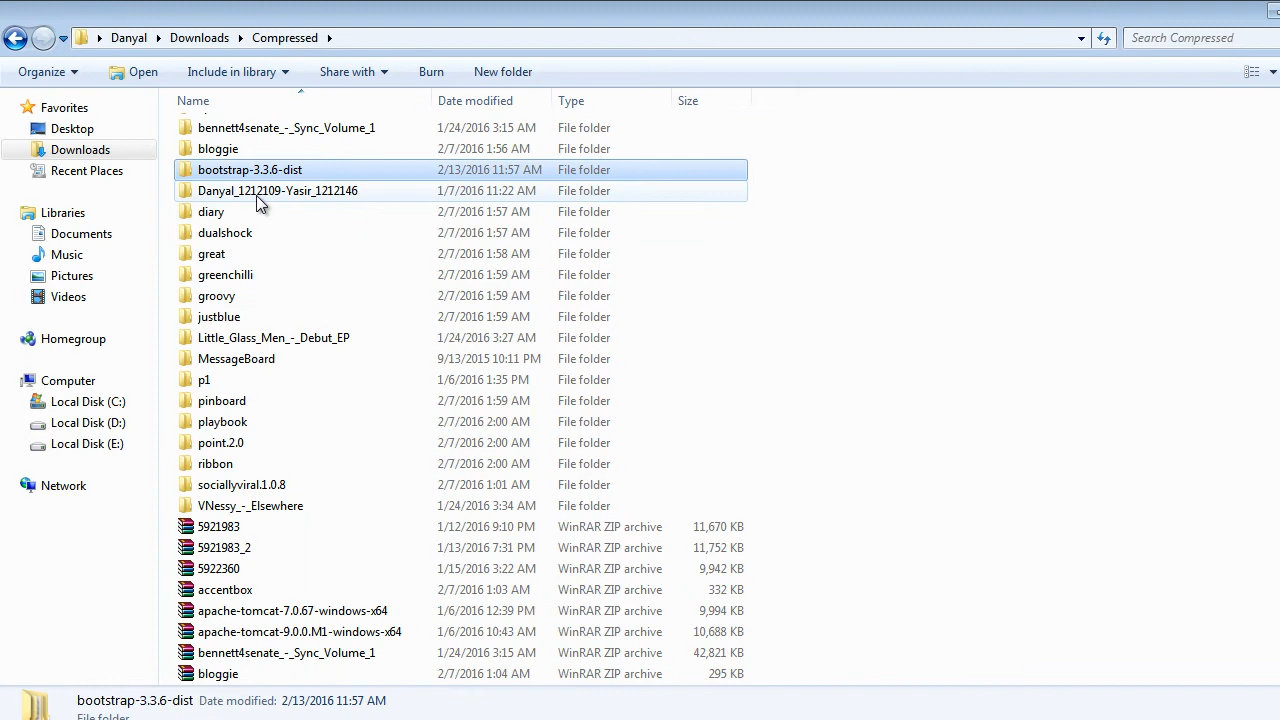 Danyal Downloads Compressed Search Compressed
Organize Open Include in library Share with Burn New folder
Name Date modified Type Size
Favorites
Desktop
Downloads
Recent Places
Libraries
Documents
Music
Pictures
Videos
Homegroup
Computer
Local Disk (C:)
Local Disk (D:)
Local Disk (E:)
Network
bennett4senate_-_Sync_Volume_1 1/24/2016 3:15 AM File folder
bloggie 2/7/2016 1:56 AM File folder
bootstrap-3.3.6-dist 2/13/2016 11:57 AM File folder
Danyal_1212109-Yasir_1212146 1/7/2016 11:22 AM File folder
diary 2/7/2016 1:57 AM File folder
dualshock 2/7/2016 1:57 AM File folder
great 2/7/2016 1:58 AM File folder
greenchilli 2/7/2016 1:59 AM File folder
groovy 2/7/2016 1:59 AM File folder
justblue 2/7/2016 1:59 AM File folder
Little_Glass_Men_-_Debut_EP 1/24/2016 3:27 AM File folder
MessageBoard 9/13/2015 10:11 PM File folder
p1 1/6/2016 1:35 PM File folder
pinboard 2/7/2016 1:59 AM File folder
playbook 2/7/2016 2:00 AM File folder
point.2.0 2/7/2016 2:00 AM File folder
ribbon 2/7/2016 2:00 AM File folder
sociallyviral.1.0.8 2/7/2016 1:01 AM File folder
VNessy_-_Elsewhere 1/24/2016 3:34 AM File folder
5921983 1/12/2016 9:10 PM WinRAR ZIP archive 11,670 KB
5921983_2 1/13/2016 7:31 PM WinRAR ZIP archive 11,752 KB
5922360 1/15/2016 3:22 AM WinRAR ZIP archive 9,942 KB
accentbox 2/7/2016 1:03 AM WinRAR ZIP archive 332 KB
apache-tomcat-7.0.67-windows-x64 1/6/2016 12:39 PM WinRAR ZIP archive 9,994 KB
apache-tomcat-9.0.0.M1-windows-x64 1/6/2016 10:43 AM WinRAR ZIP archive 10,688 KB
bennett4senate_-_Sync_Volume_1 1/24/2016 3:15 AM WinRAR ZIP archive 42,821 KB
bloggie 2/7/2016 1:04 AM WinRAR ZIP archive 295 KB
bootstrap-3.3.6-dist Date modified: 2/13/2016 11:57 AM
File folder